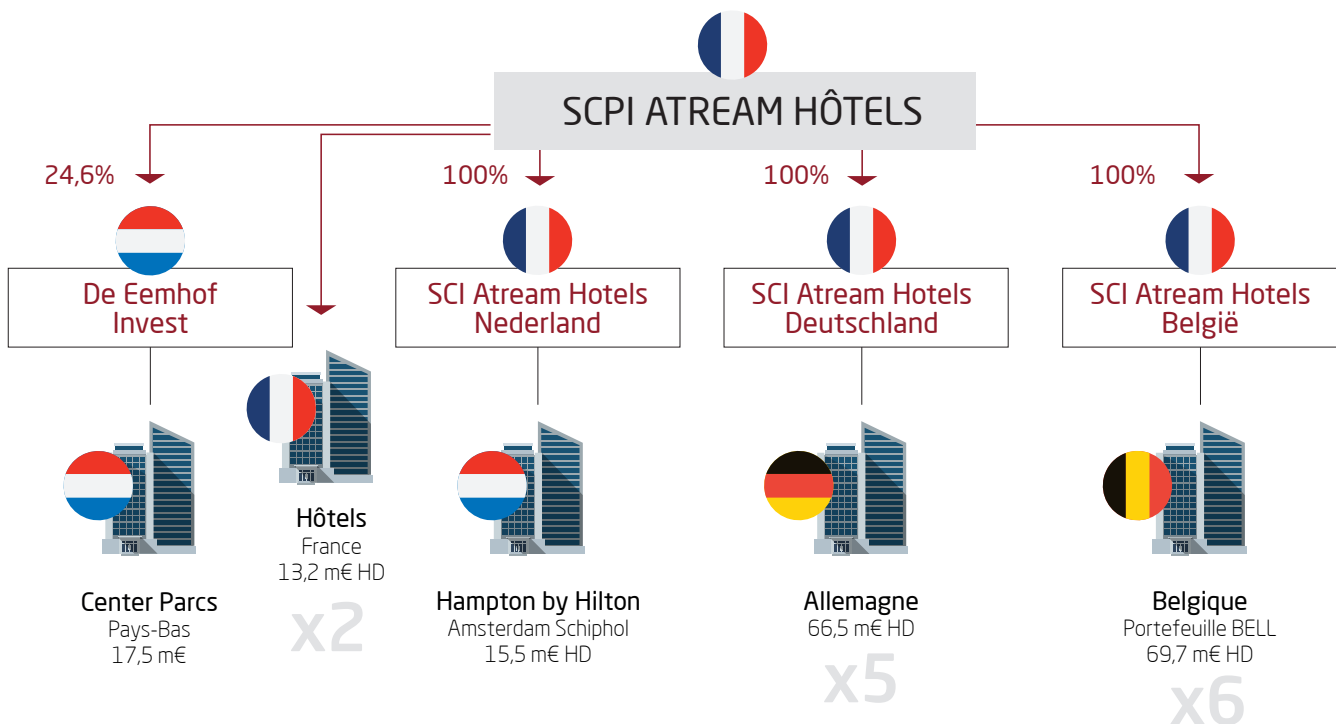 SCPI ATREAM HÔTELS
24,6%
100%
100%
100%
De Eemhof
Invest
SCI Atream Hotels
Nederland
SCI Atream Hotels
Deutschland
SCI Atream Hotels
België
Center Parcs
Pays-Bas
17,5 m€
Hôtels
France
13,2 m€ HD
x2
Hampton by Hilton
Amsterdam Schiphol
15,5 m€ HD
Allemagne
66,5 m€ HD
x5
Belgique
Portefeuille BELL
69,7 m€ HD
x6